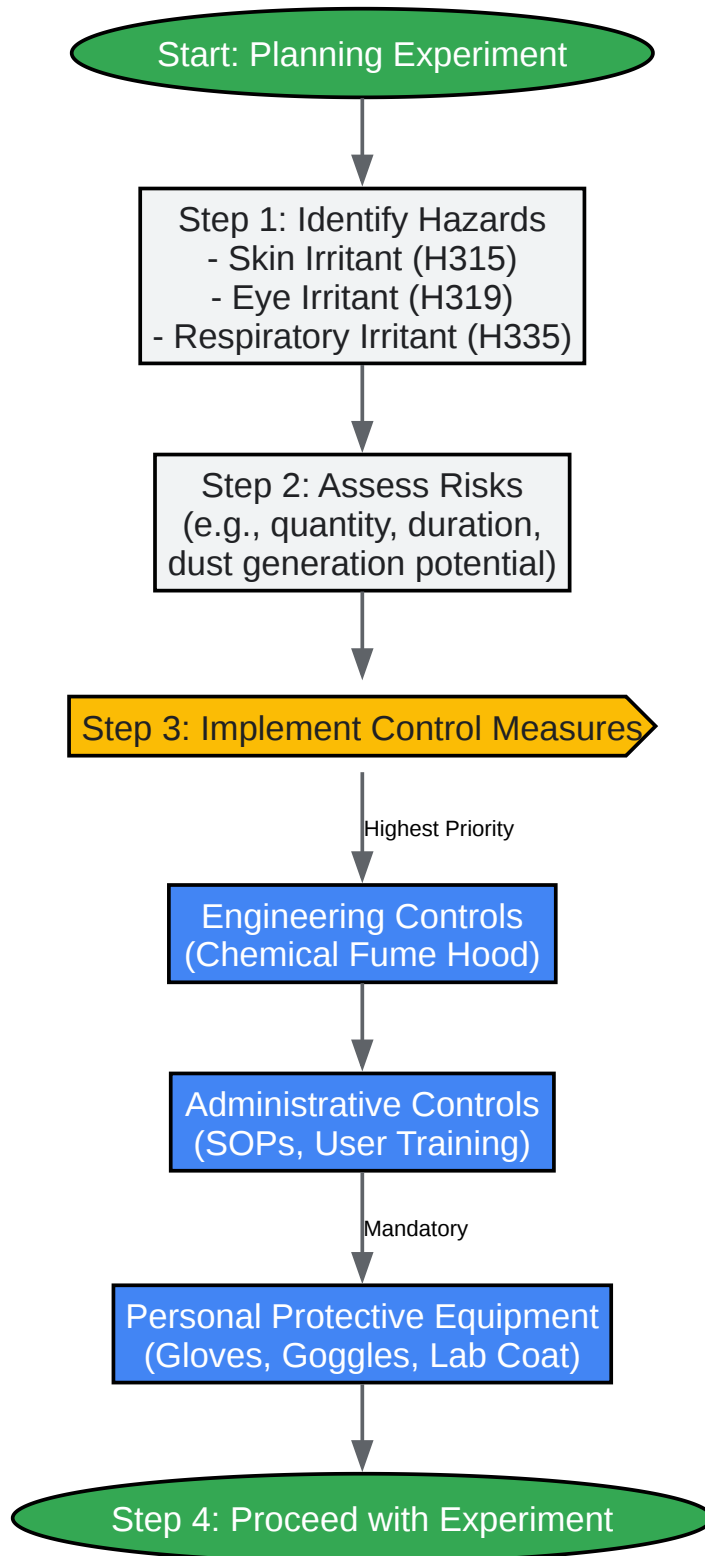 Start: Planning Experiment
Step 1: Identify Hazards
- Skin Irritant (H315)
- Eye Irritant (H319)
- Respiratory Irritant (H335)
Step 2: Assess Risks
(e.g., quantity, duration,
dust generation potential)
Step 3: Implement Control Measures
Highest Priority
Engineering Controls
(Chemical Fume Hood)
Administrative Controls
(SOPs, User Training)
Mandatory
Personal Protective Equipment
(Gloves, Goggles, Lab Coat)
Step 4: Proceed with Experiment